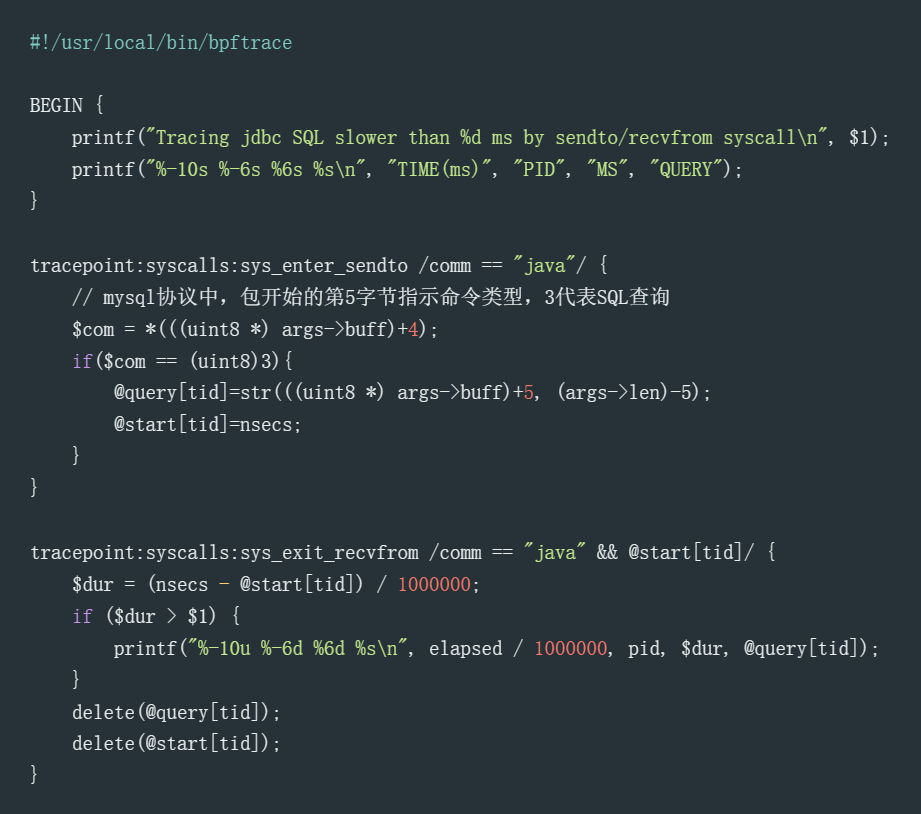 #!/usr/local/bin/bpftrace

BEGIN {
    printf("Tracing jdbc SQL slower than %d ms by sendto/recvfrom syscall\n", $1);
    printf("%-10s %-6s %6s %s\n", "TIME(ms)", "PID", "MS", "QUERY");
}

tracepoint:syscalls:sys_enter_sendto /comm == "java"/ {
    // mysql协议中，包开始的第5字节指示命令类型，3代表SQL查询
    $com = *(((uint8 *) args->buff)+4);
    if($com == (uint8)3){
        @query[tid]=str(((uint8 *) args->buff)+5, (args->len)-5);
        @start[tid]=nsecs;
    }
}

tracepoint:syscalls:sys_exit_recvfrom /comm == "java" && @start[tid]/ {
    $dur = (nsecs - @start[tid]) / 1000000;
    if ($dur > $1) {
        printf("%-10u %-6d %6d %s\n", elapsed / 1000000, pid, $dur, @query[tid]);
    }
    delete(@query[tid]);
    delete(@start[tid]);
}